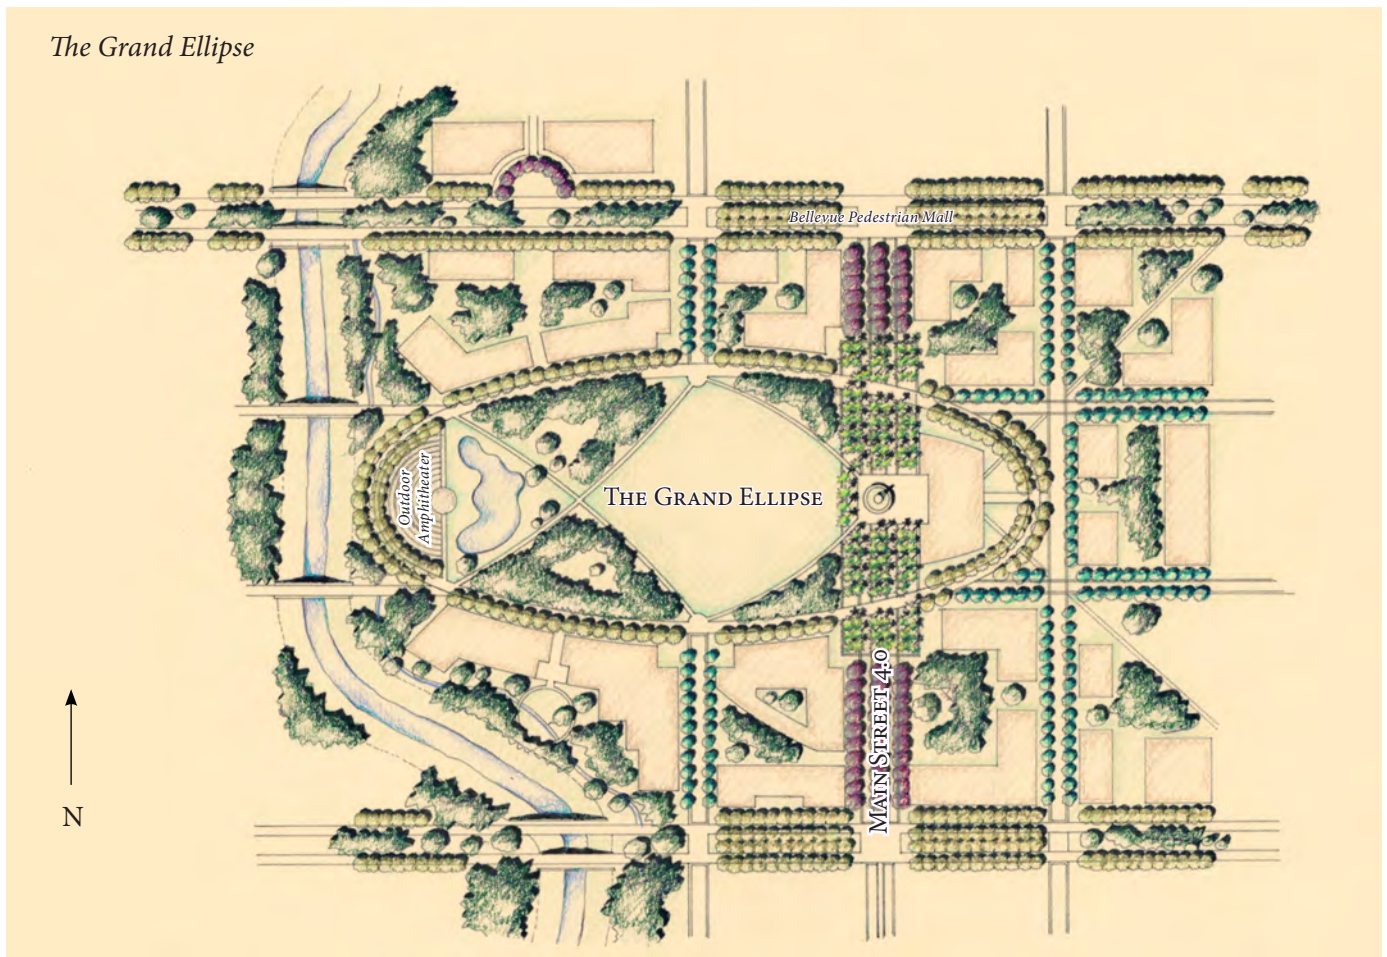 The Grand Ellipse
Bellevue Pedestrian Mall
Outdoor
Amphitheater
The Grand Ellipse
Main Street 4.0
N